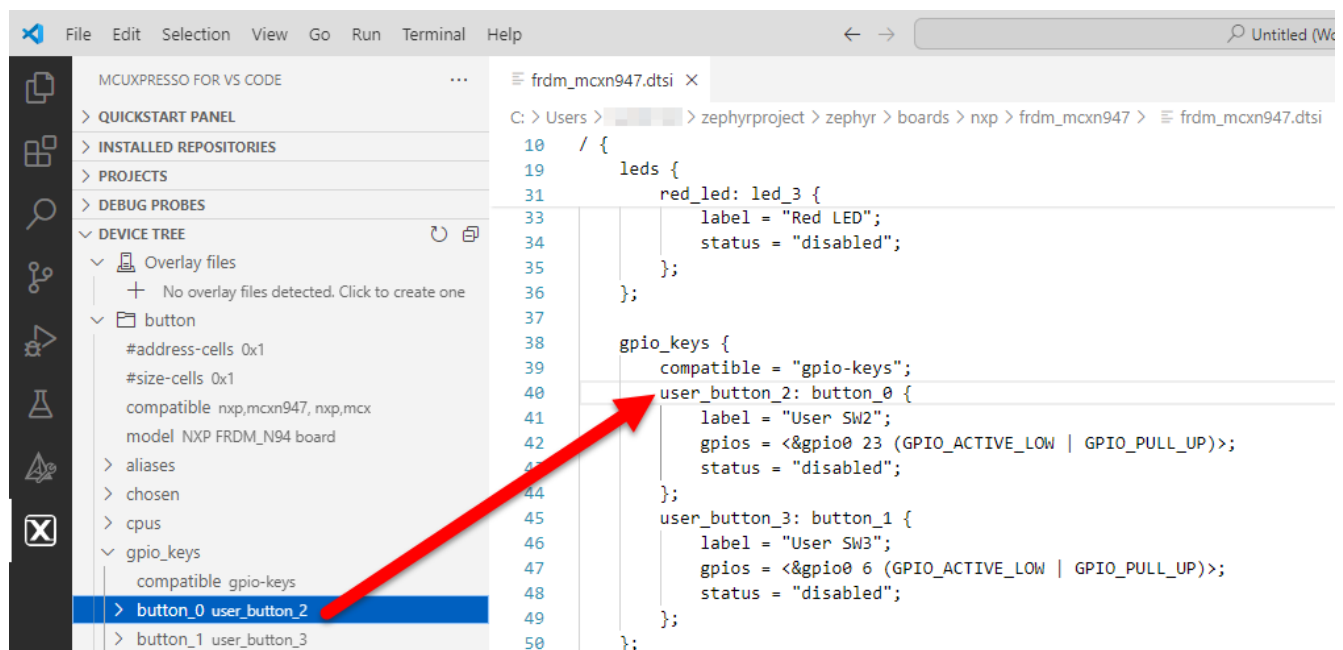 File Edit Selection View Go Run Terminal Help
Untitled (Wo
MCUXPRESSO FOR VS CODE
QUICKSTART PANEL
INSTALLED REPOSITORIES
PROJECTS
DEBUG PROBES
DEVICE TREE
Overlay files
No overlay files detected. Click to create one
button
#address-cells 0x1
#size-cells 0x1
compatible nxp,mcxn947, nxp,mcx
model NXP FRDM_N94 board
aliases
chosen
cpus
gpio_keys
compatible gpio-keys
button_0 user_button_2
button_1 user_button_3
frdm_mcxn947.dtsi
C: > Users > > zephyrproject > zephyr > boards > nxp > frdm_mcxn947 > frdm_mcxn947.dtsi
10 / {
19 leds {
31 red_led: led_3 {
33 label = "Red LED";
34 status = "disabled";
35 };
36 };
37
38 gpio_keys {
39 compatible = "gpio-keys";
40 user_button_2: button_0 {
41 label = "User SW2";
42 gpios = <&gpio0 23 (GPIO_ACTIVE_LOW | GPIO_PULL_UP)>;
43 status = "disabled";
44 };
45 user_button_3: button_1 {
46 label = "User SW3";
47 gpios = <&gpio0 6 (GPIO_ACTIVE_LOW | GPIO_PULL_UP)>;
48 status = "disabled";
49 };
50 };